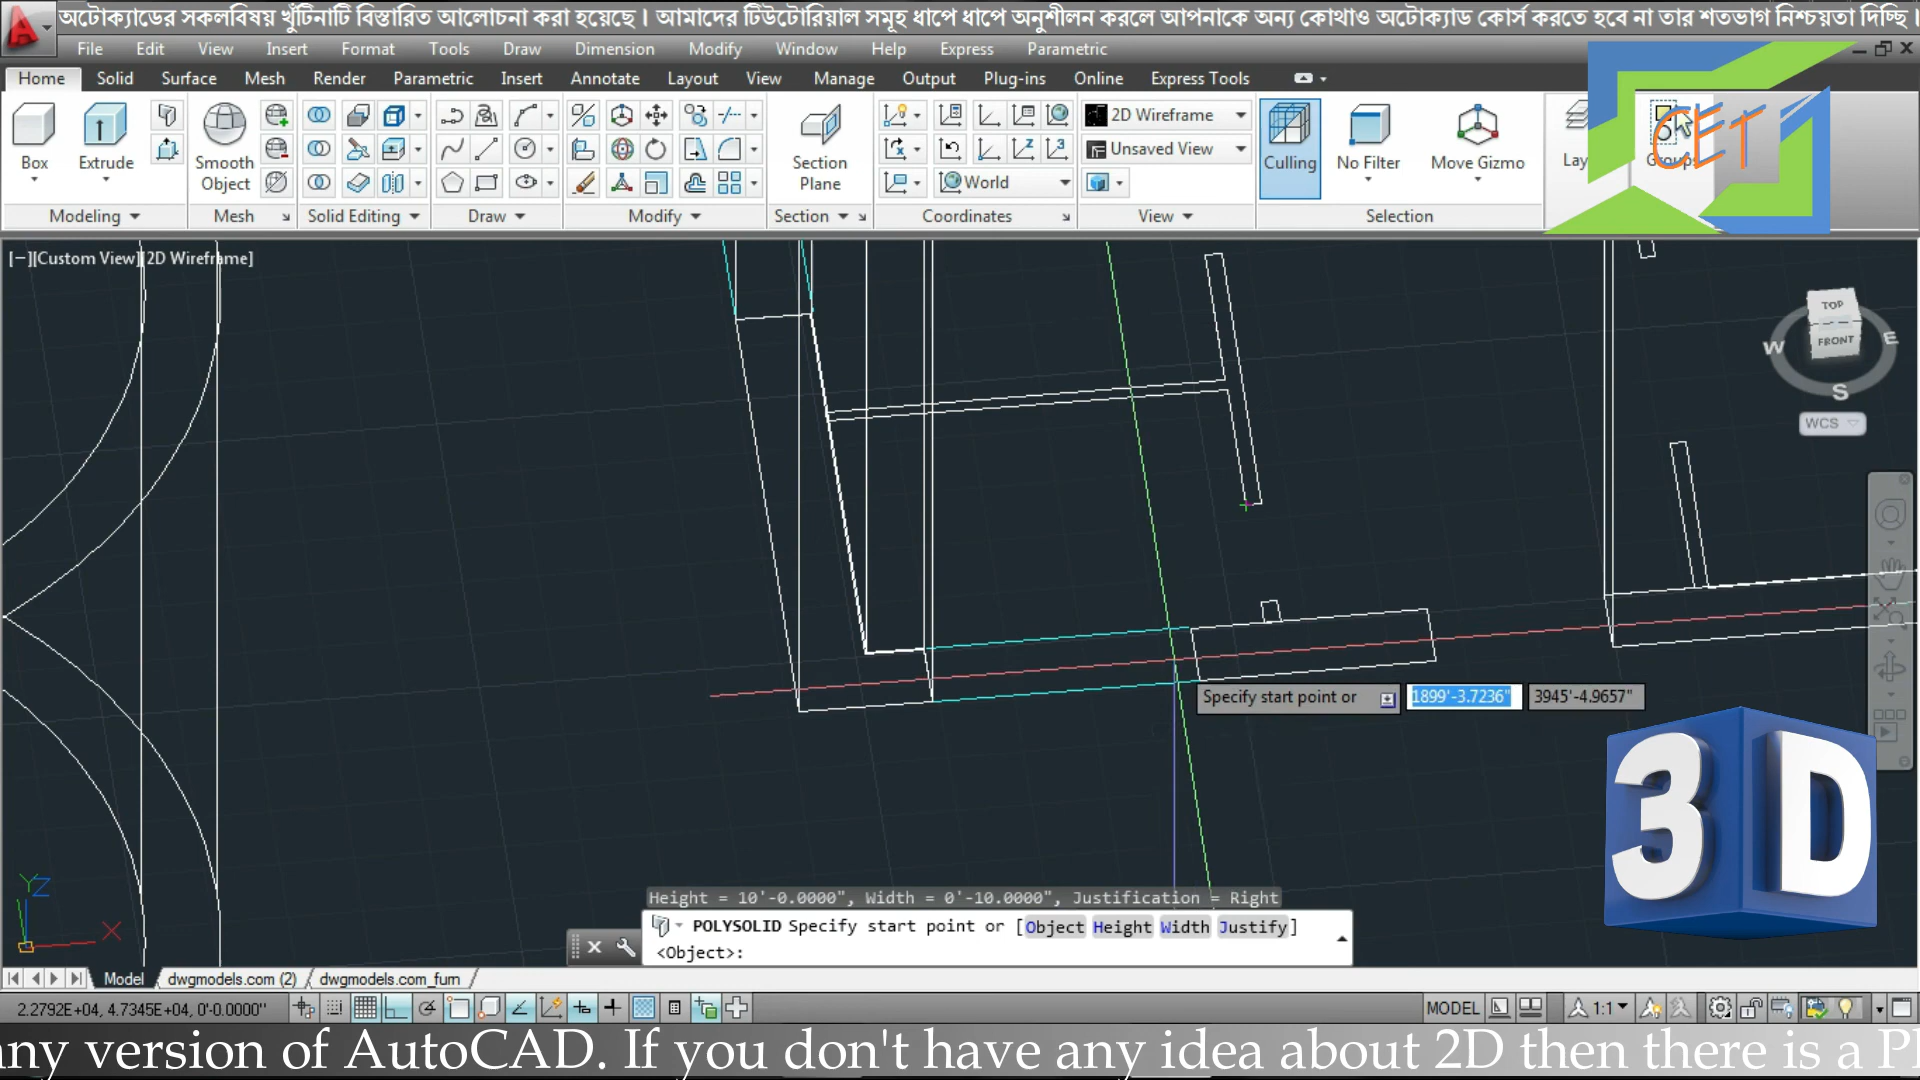 অটোক্যাডের সকলবিষয় খুঁটিনাটি বিস্তারিত আলোচনা করা হয়েছে। আমাদের টিউটোরিয়াল সমূহ ধাপে ধাপে অনুশীলন করলে আপনাকে অন্য কোথাও অটোক্যাড কোর্স করতে হবে না তার শতভাগ নিশ্চয়তা দিচ্ছি।
File Edit View Insert Format Tools Draw Dimension Modify Window Help Express Parametric
Home Solid Surface Mesh Render Parametric Insert Annotate Layout View Manage Output Plug-ins Online Express Tools
2D Wireframe
Unsaved View
World
Box Extrude Smooth Object Section Plane Culling No Filter Move Gizmo Lay Groups
CET
Modeling Mesh Solid Editing Draw Modify Section Coordinates View Selection
[−][Custom View][2D Wireframe]
TOP
FRONT
W E
S
WCS
Specify start point or 1899'-3.7236" 3945'-4.9657"
3D
Y Z
X
Height = 10'-0.0000", Width = 0'-10.0000", Justification = Right
POLYSOLID Specify start point or [Object Height Width Justify]
<Object>:
Model dwgmodels.com (2) dwgmodels.com_furn
2.2792E+04, 4.7345E+04, 0'-0.0000" MODEL 1:1
any version of AutoCAD. If you don't have any idea about 2D then there is a